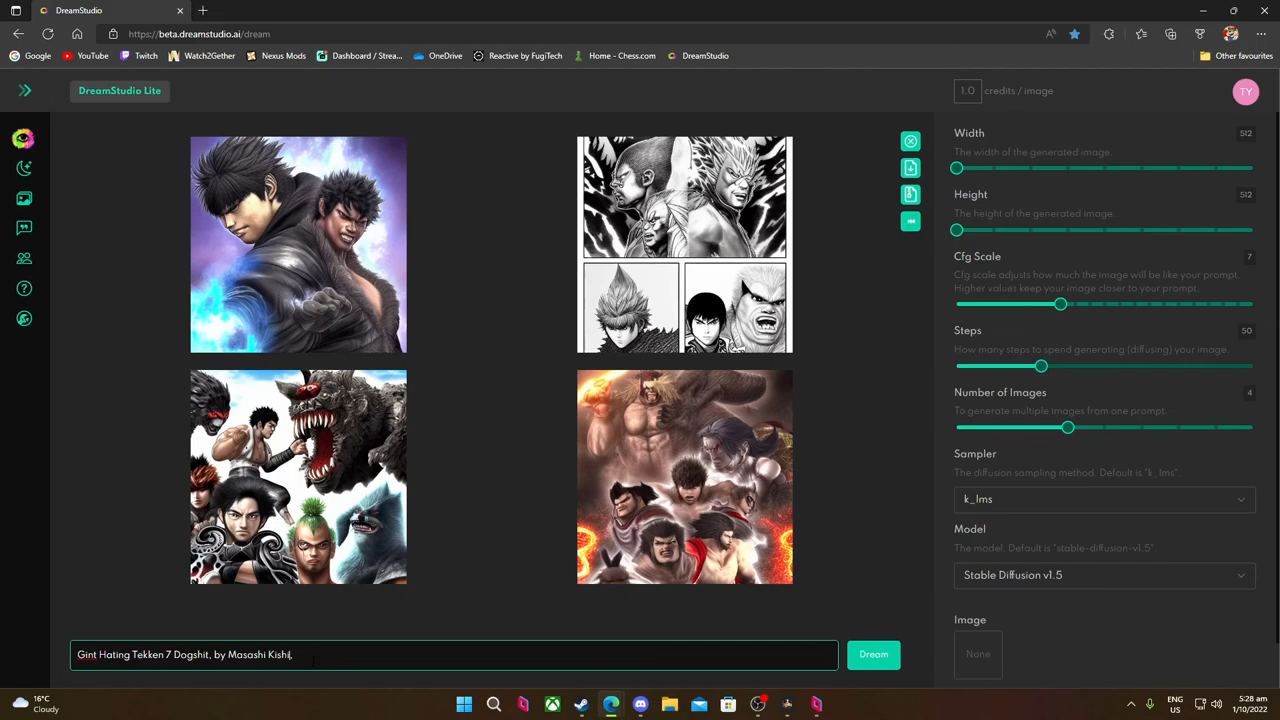 DreamStudio
https://beta.dreamstudio.ai/dream
Google
YouTube
Twitch
Watch2Gether
Nexus Mods
Dashboard / Strea...
OneDrive
Reactive by FugiTech
Home - Chess.com
DreamStudio
Other favourites
DreamStudio Lite
1.0 credits / image
TY
Width 512
The width of the generated image.
Height 512
The height of the generated image.
Cfg Scale 7
Cfg scale adjusts how much the image will be like your prompt.
Higher values keep your image closer to your prompt.
Steps 50
How many steps to spend generating (diffusing) your image.
Number of Images 4
To generate multiple images from one prompt.
Sampler
The diffusion sampling method. Default is "k_lms".
k_lms
Model
The model. Default is "stable-diffusion-v1.5".
Stable Diffusion v1.5
Image
None
Gint Hating Tekken 7 Dogshit, by Masashi Kishi,
Dream
16°C
Cloudy
ENG
US
5:28 am
1/10/2022